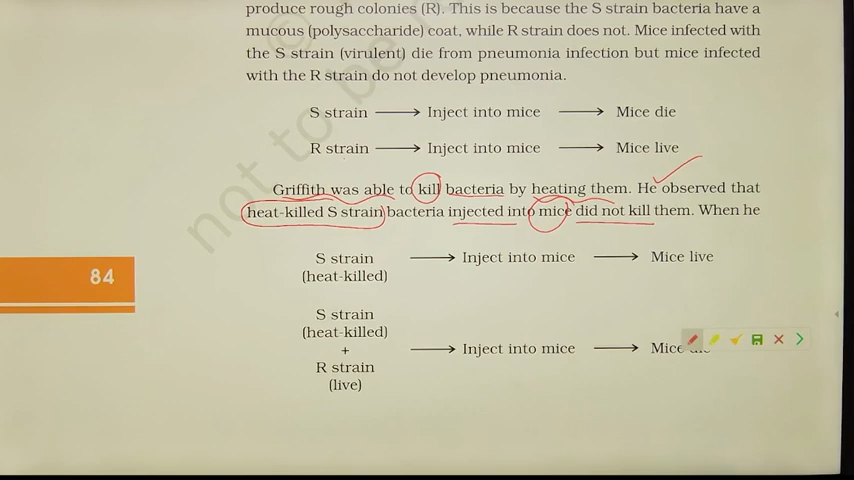 produce rough colonies (R). This is because the S strain bacteria have a
mucous (polysaccharide) coat, while R strain does not. Mice infected with
the S strain (virulent) die from pneumonia infection but mice infected
with the R strain do not develop pneumonia.
S strain Inject into mice Mice die
R strain Inject into mice Mice live
Griffith was able to kill bacteria by heating them. He observed that
heat-killed S strain bacteria injected into mice did not kill them. When he
S strain
(heat-killed) Inject into mice Mice live
84
S strain
(heat-killed)
+ Inject into mice Mice
R strain
(live)
not to be
©